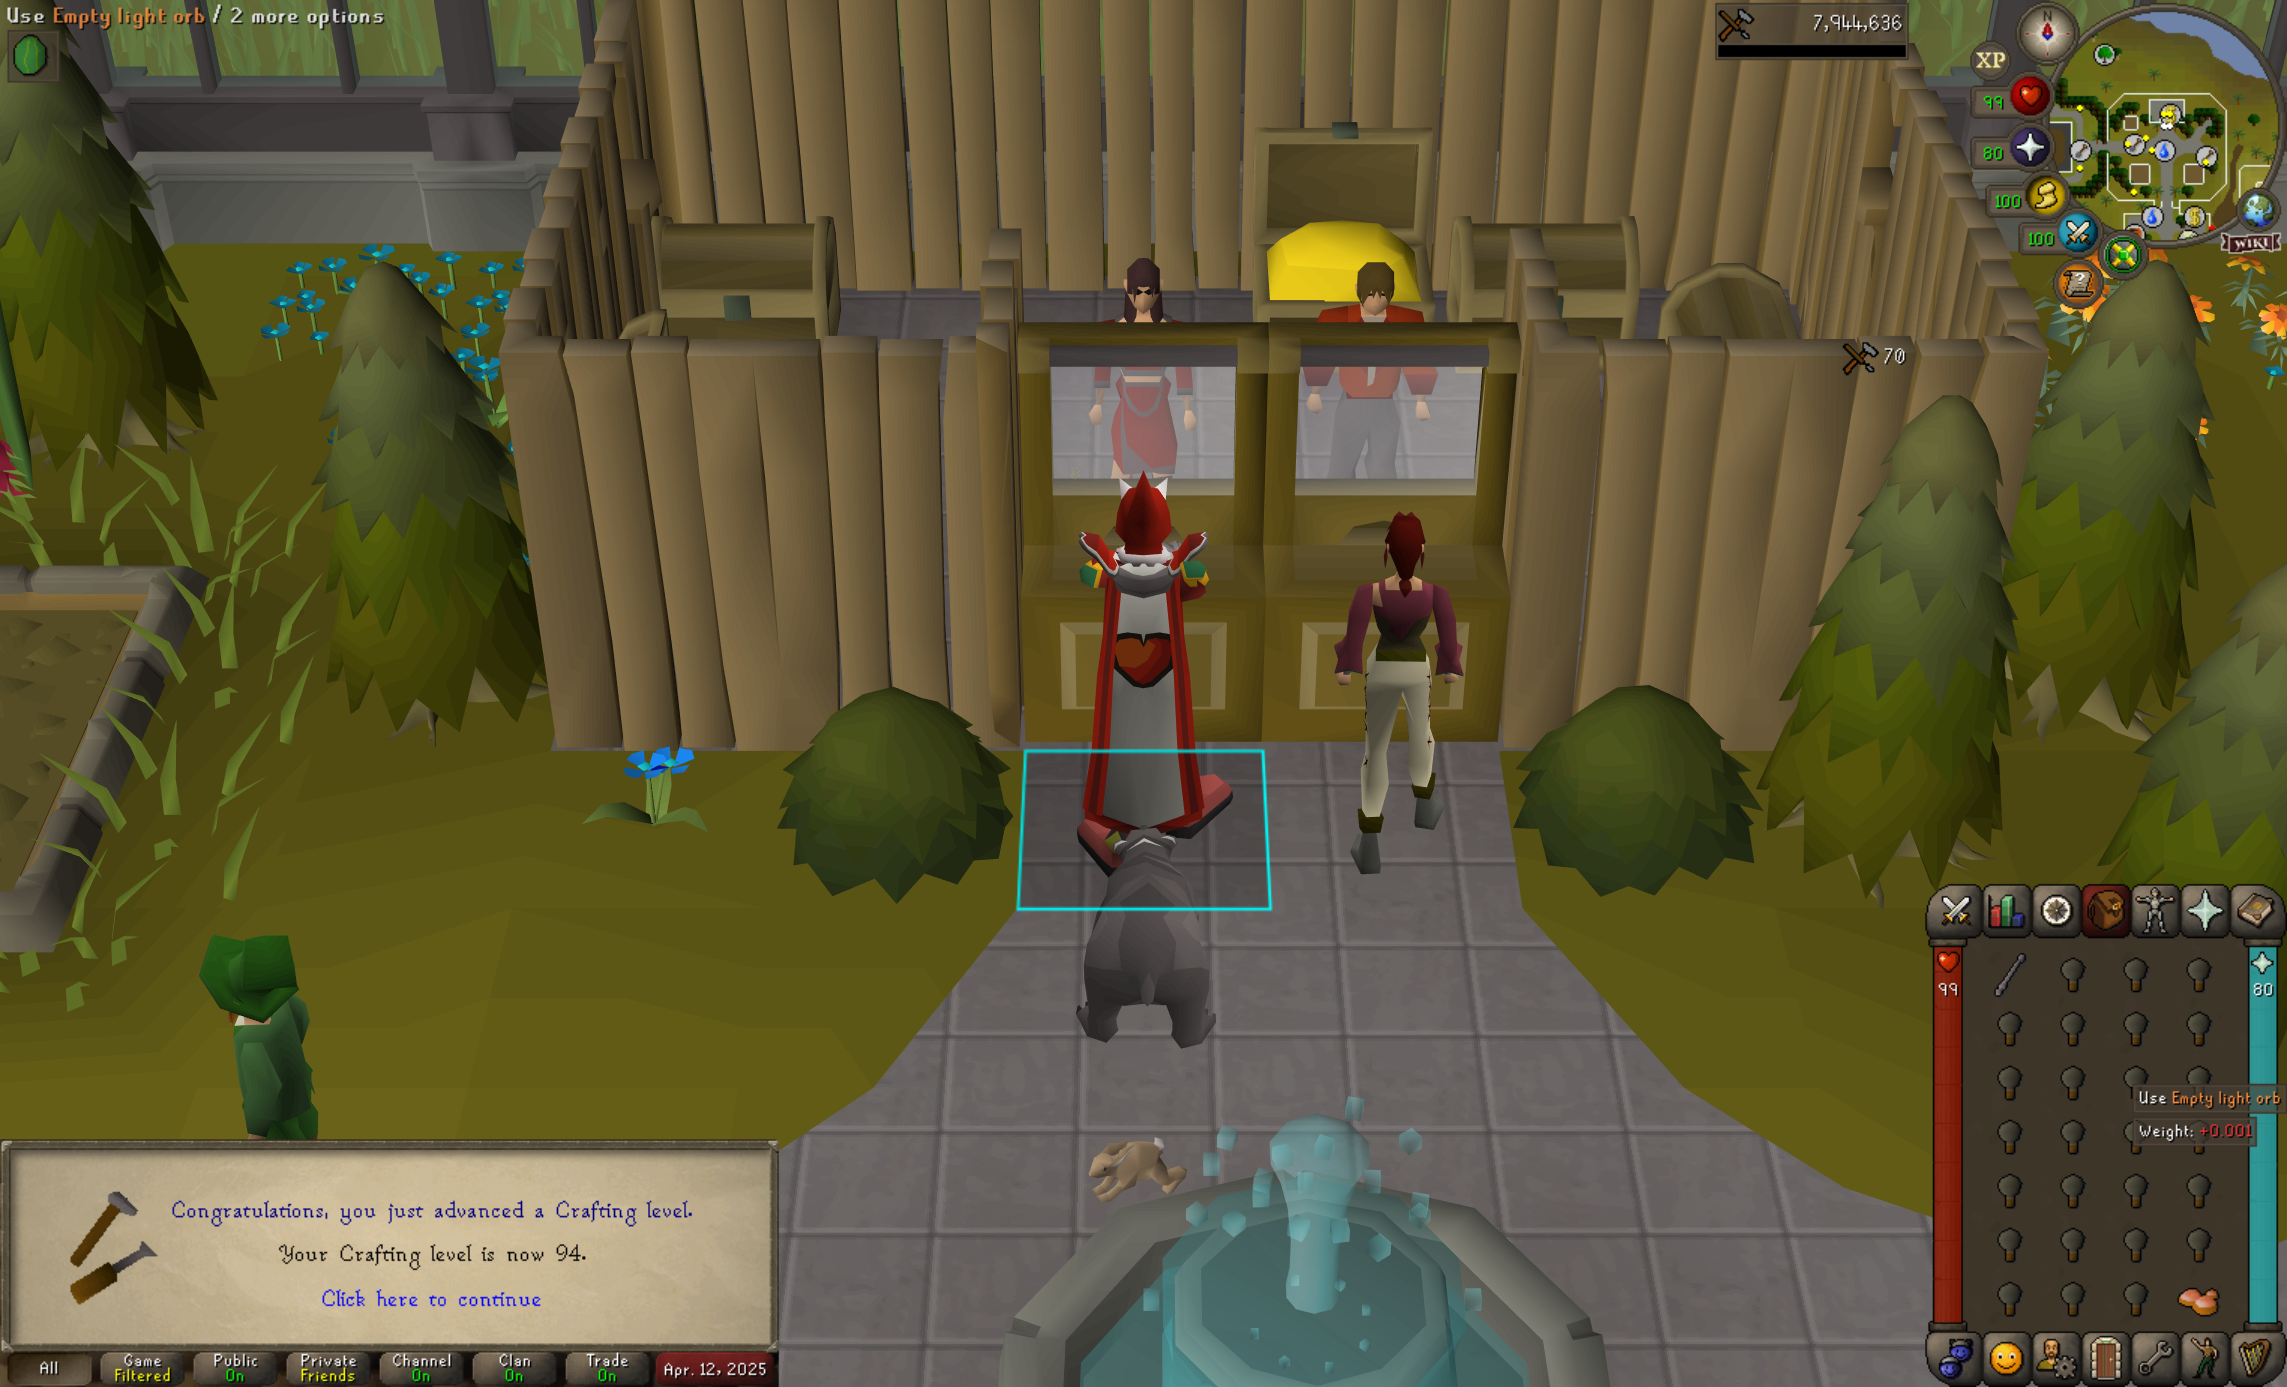 Use Empty light orb / 2 more options
7,944,636
N
XP
99
80
100
100
WIKI
70
99
80
Use Empty light orb
Weight: +0.001
Congratulations, you just advanced a Crafting level.
Your Crafting level is now 94.
Click here to continue
All
Game
Filtered
Public
On
Private
Friends
Channel
On
Clan
On
Trade
On
Apr. 12, 2025